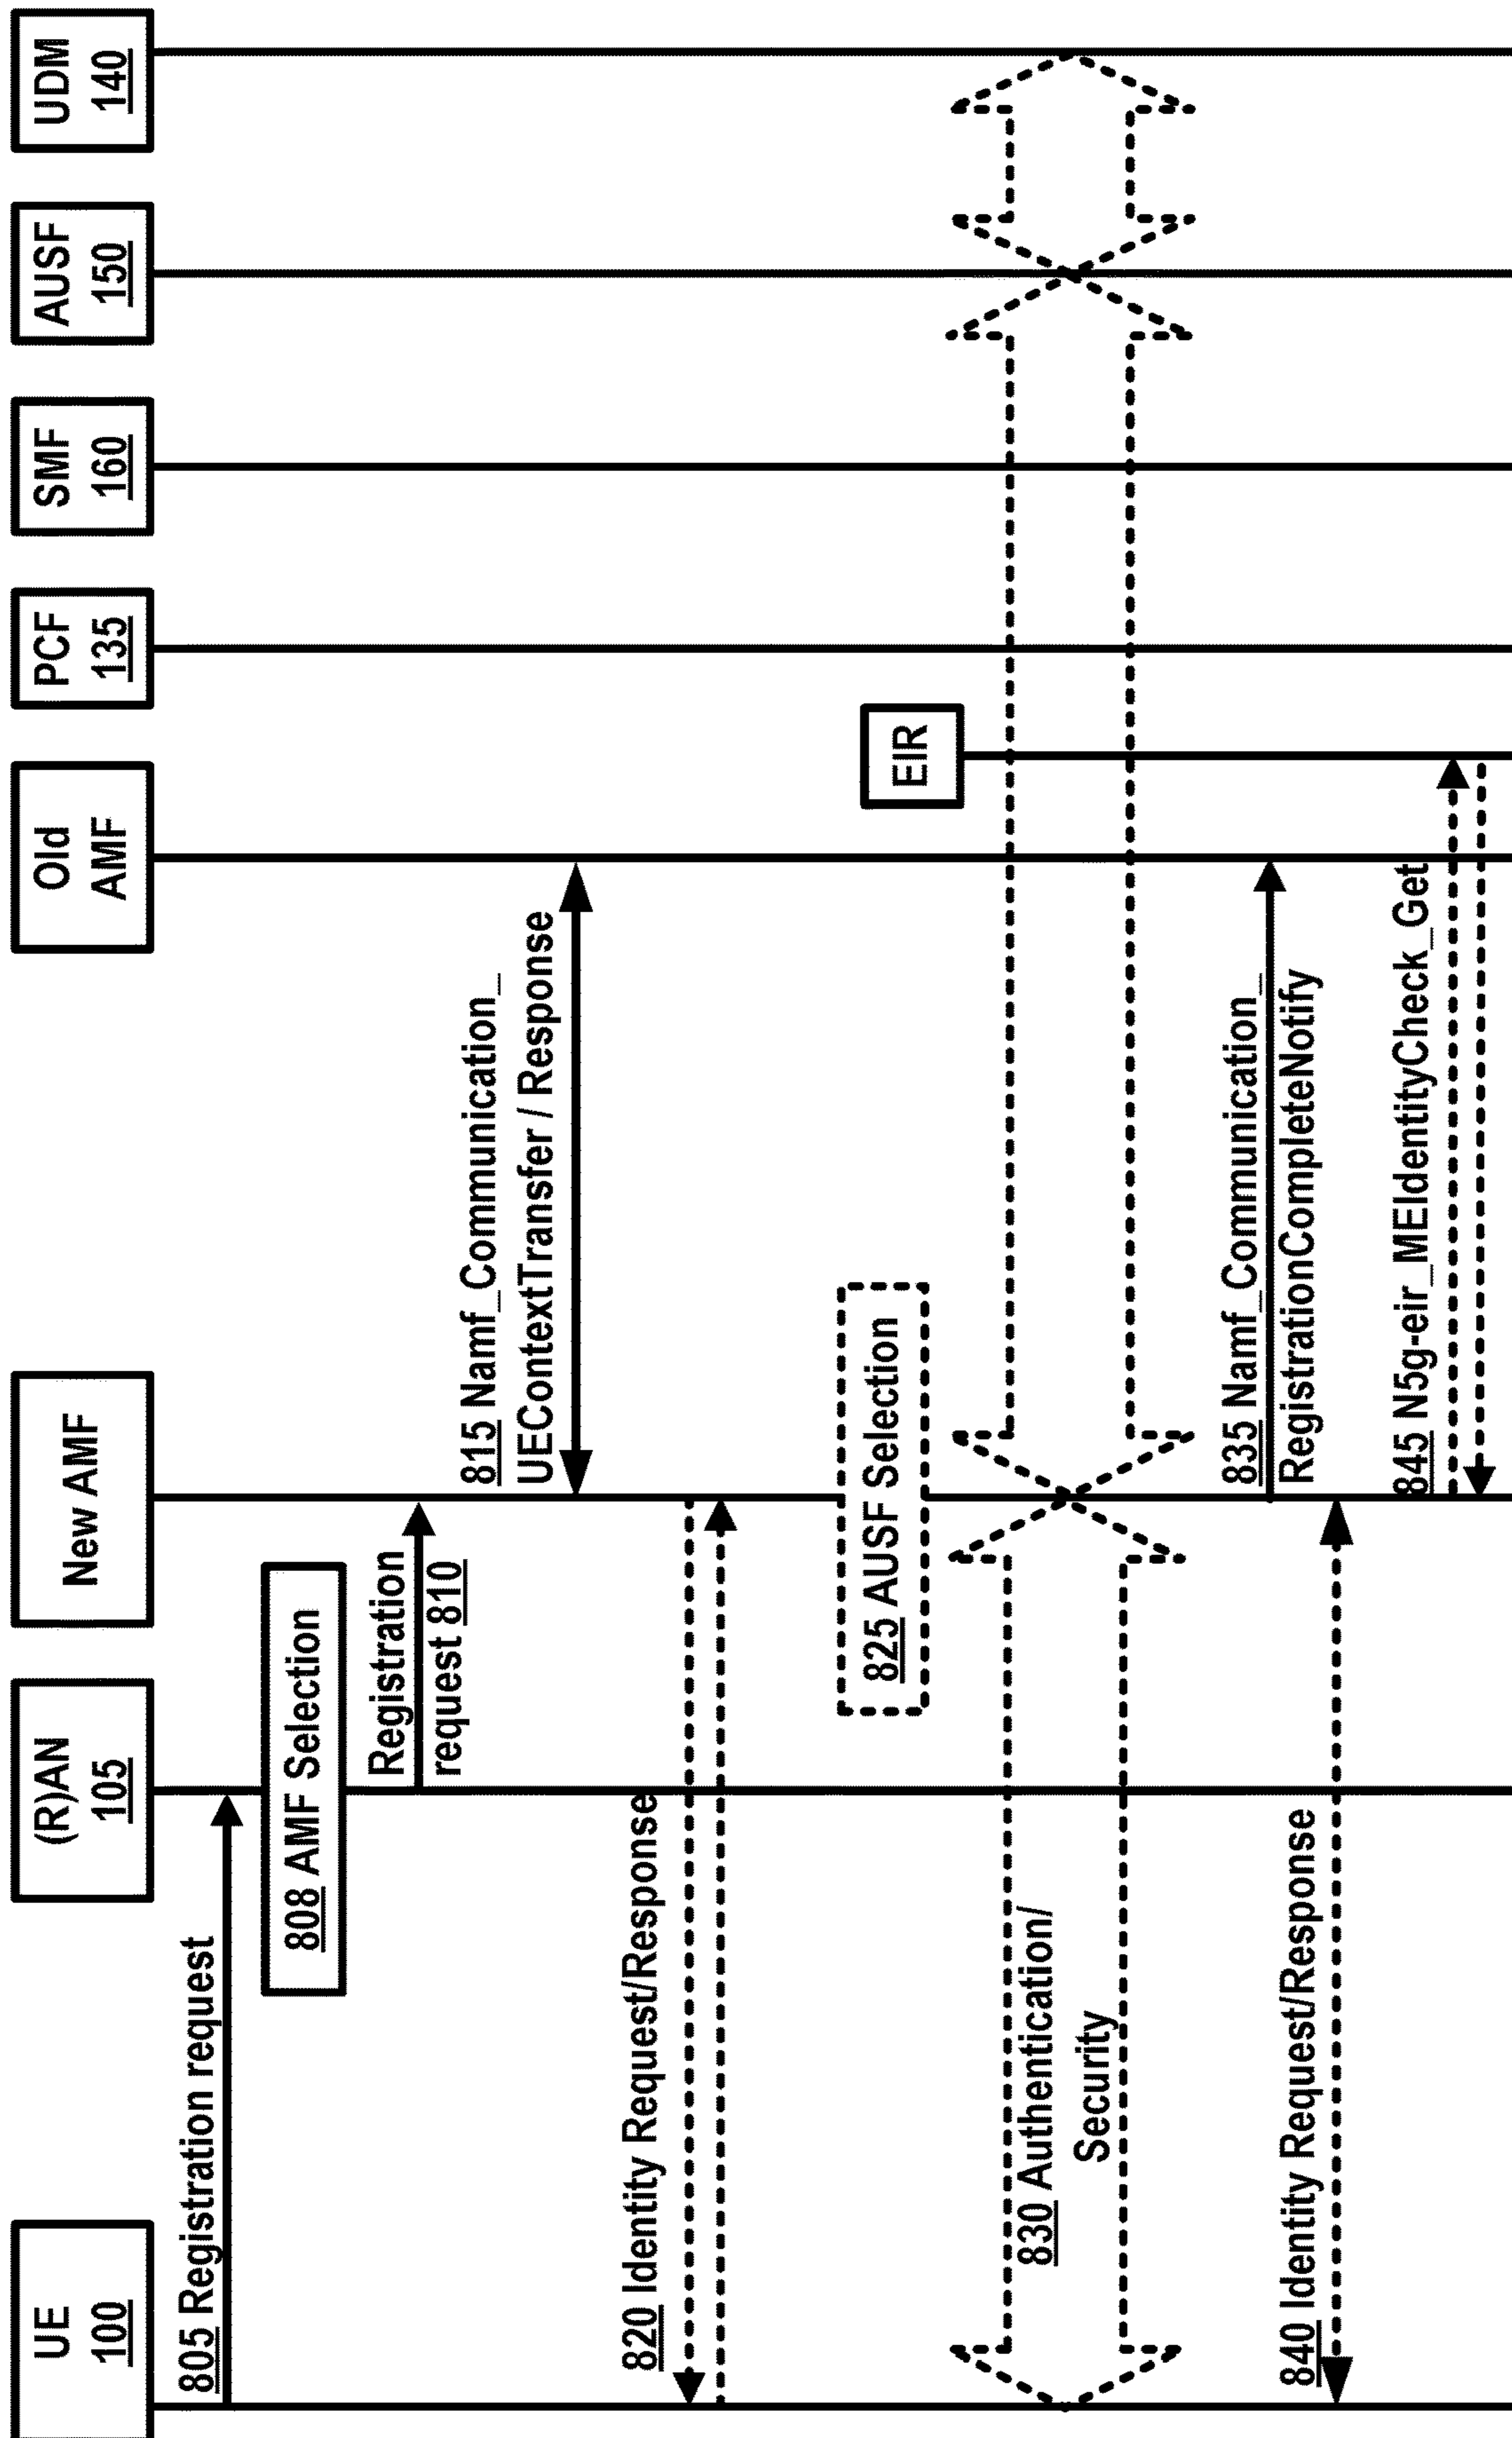 UE
100
(R)AN
105
New AMF
Old
AMF
PCF
135
SMF
160
AUSF
150
UDM
140
805 Registration request
808 AMF Selection
Registration
request 810
815 Namf_Communication_
UEContextTransfer / Response
820 Identity Request/Response
825 AUSF Selection
EIR
830 Authentication/
Security
835 Namf_Communication_
RegistrationCompleteNotify
840 Identity Request/Response
845 N5g-eir_MEIdentityCheck_Get